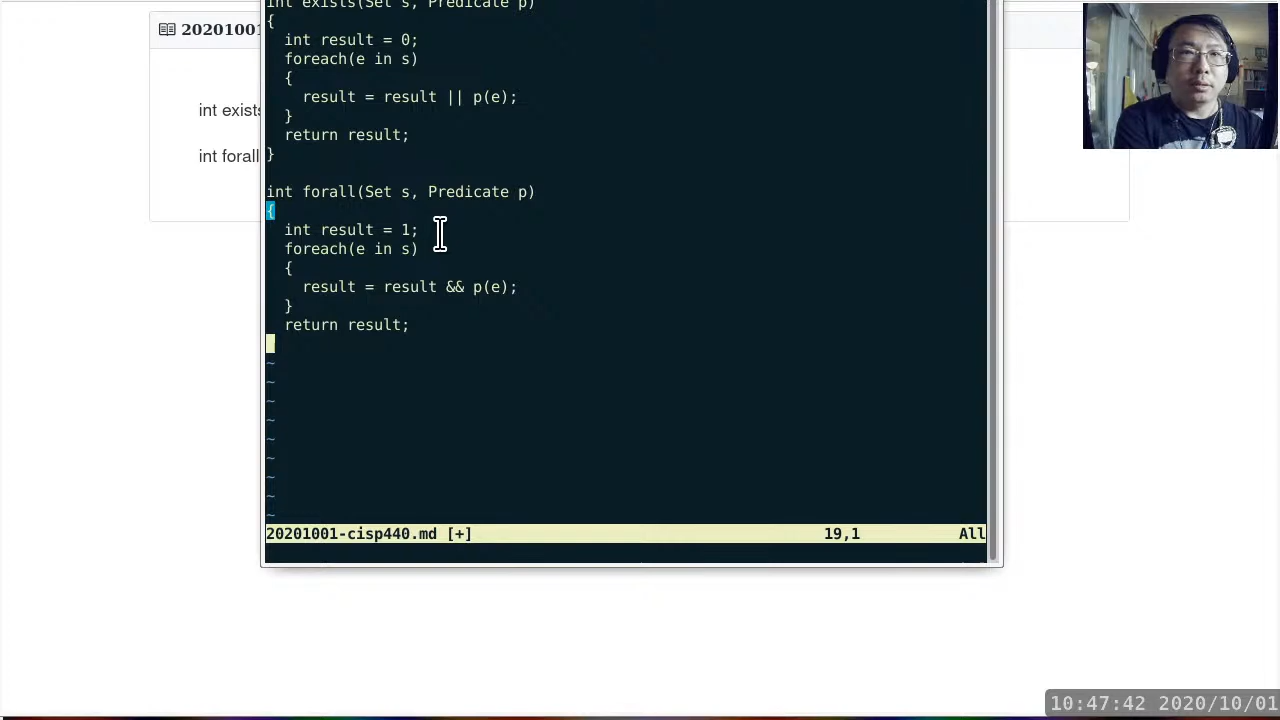 int exists(Set s, Predicate p)
{
  int result = 0;
  foreach(e in s)
  {
    result = result || p(e);
  }
  return result;
}
int forall(Set s, Predicate p)
{
  int result = 1;
  foreach(e in s)
  {
    result = result && p(e);
  }
  return result;
~
~
~
~
~
~
~
~
~
20201001-cisp440.md [+] 19,1 All
2020100
int exists
int forall
10:47:42 2020/10/01